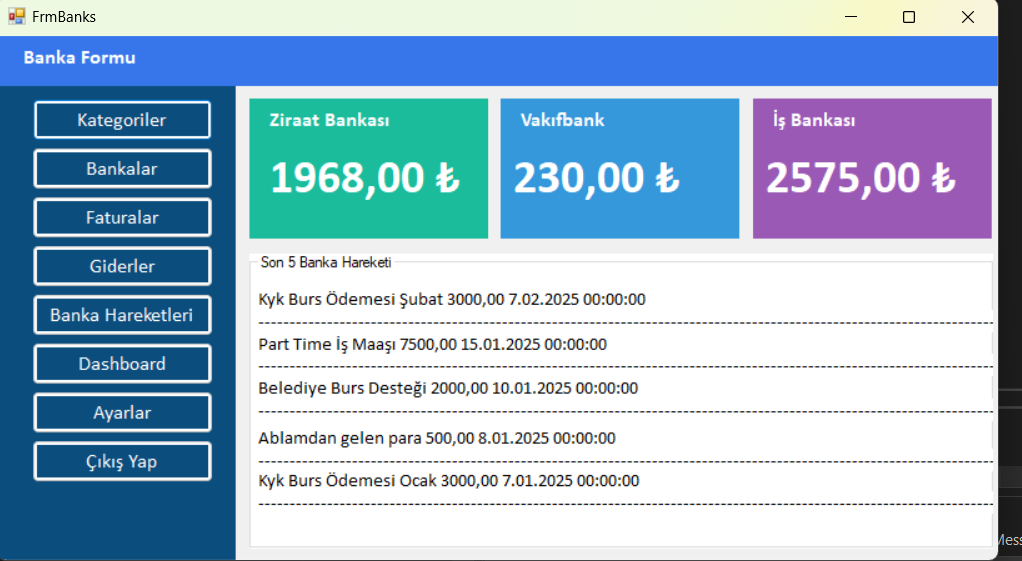 FrmBanks
Banka Formu
Kategoriler
Bankalar
Faturalar
Giderler
Banka Hareketleri
Dashboard
Ayarlar
Çıkış Yap
Ziraat Bankası
1968,00 ₺
Vakıfbank
230,00 ₺
İş Bankası
2575,00 ₺
Son 5 Banka Hareketi
Kyk Burs Ödemesi Şubat 3000,00 7.02.2025 00:00:00
Part Time İş Maaşı 7500,00 15.01.2025 00:00:00
Belediye Burs Desteği 2000,00 10.01.2025 00:00:00
Ablamdan gelen para 500,00 8.01.2025 00:00:00
Kyk Burs Ödemesi Ocak 3000,00 7.01.2025 00:00:00